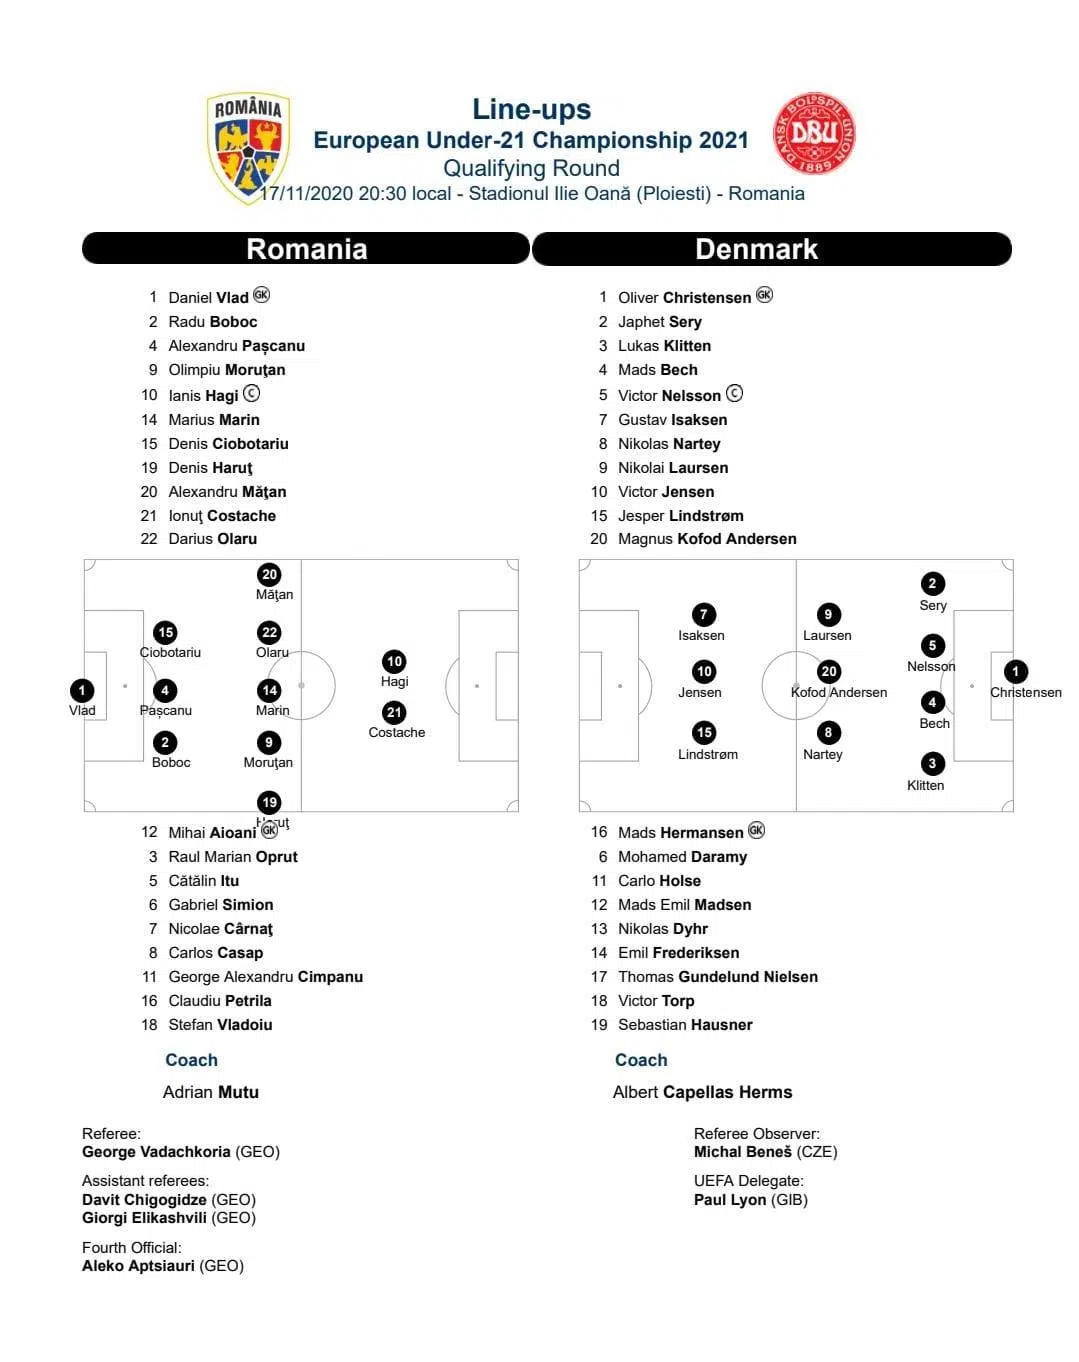 ROMÂNIA
DANSK BOLDSPIL-UNION
DBU
1889
Line-ups
European Under-21 Championship 2021
Qualifying Round
17/11/2020 20:30 local - Stadionul Ilie Oană (Ploiesti) - Romania
Romania
1 Daniel Vlad GK
2 Radu Boboc
4 Alexandru Pașcanu
9 Olimpiu Moruţan
10 Ianis Hagi C
14 Marius Marin
15 Denis Ciobotariu
19 Denis Haruţ
20 Alexandru Măţan
21 Ionuţ Costache
22 Darius Olaru
Denmark
1 Oliver Christensen GK
2 Japhet Sery
3 Lukas Klitten
4 Mads Bech
5 Victor Nelsson C
7 Gustav Isaksen
8 Nikolas Nartey
9 Nikolai Laursen
10 Victor Jensen
15 Jesper Lindstrøm
20 Magnus Kofod Andersen
20
Măţan
15
Ciobotariu
22
Olaru
10
Hagi
1
Vlad
4
Pașcanu
14
Marin
21
Costache
2
Boboc
9
Moruţan
19
Haruţ
2
Sery
7
Isaksen
9
Laursen
5
Nelsson
10
Jensen
20
Kofod Andersen
1
Christensen
4
Bech
15
Lindstrøm
8
Nartey
3
Klitten
12 Mihai Aioani GK
3 Raul Marian Oprut
5 Cătălin Itu
6 Gabriel Simion
7 Nicolae Cârnaţ
8 Carlos Casap
11 George Alexandru Cimpanu
16 Claudiu Petrila
18 Stefan Vladoiu
Coach
Adrian Mutu
16 Mads Hermansen GK
6 Mohamed Daramy
11 Carlo Holse
12 Mads Emil Madsen
13 Nikolas Dyhr
14 Emil Frederiksen
17 Thomas Gundelund Nielsen
18 Victor Torp
19 Sebastian Hausner
Coach
Albert Capellas Herms
Referee:
George Vadachkoria (GEO)
Assistant referees:
Davit Chigogidze (GEO)
Giorgi Elikashvili (GEO)
Fourth Official:
Aleko Aptsiauri (GEO)
Referee Observer:
Michal Beneš (CZE)
UEFA Delegate:
Paul Lyon (GIB)